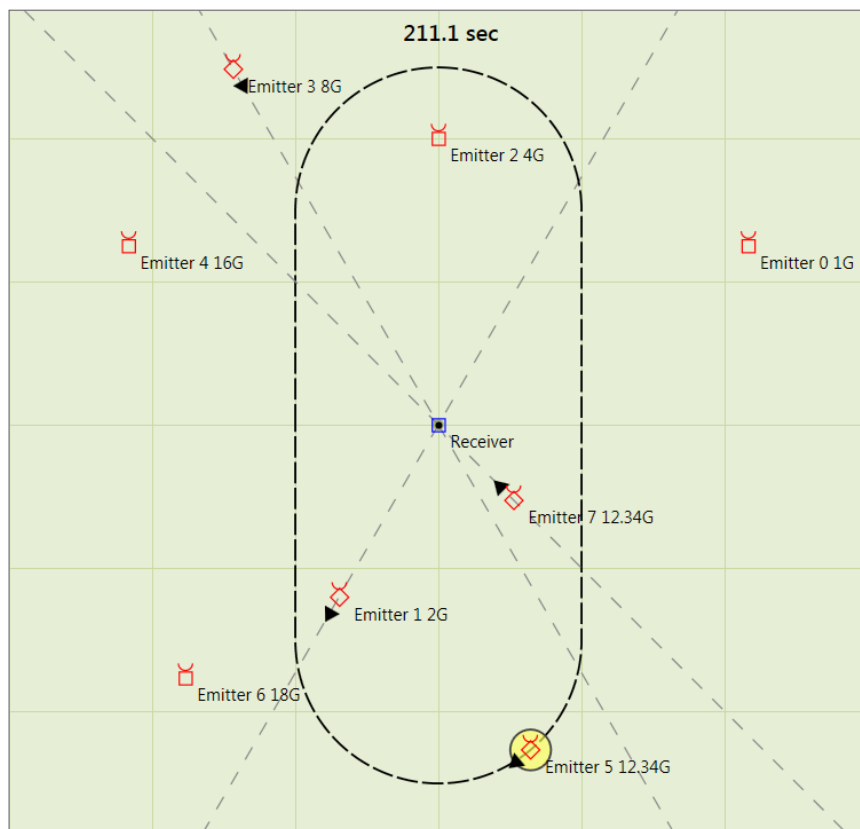 211.1 sec
Emitter 3 8G
Emitter 2 4G
Emitter 4 16G
Emitter 0 1G
Receiver
Emitter 7 12.34G
Emitter 1 2G
Emitter 6 18G
Emitter 5 12.34G